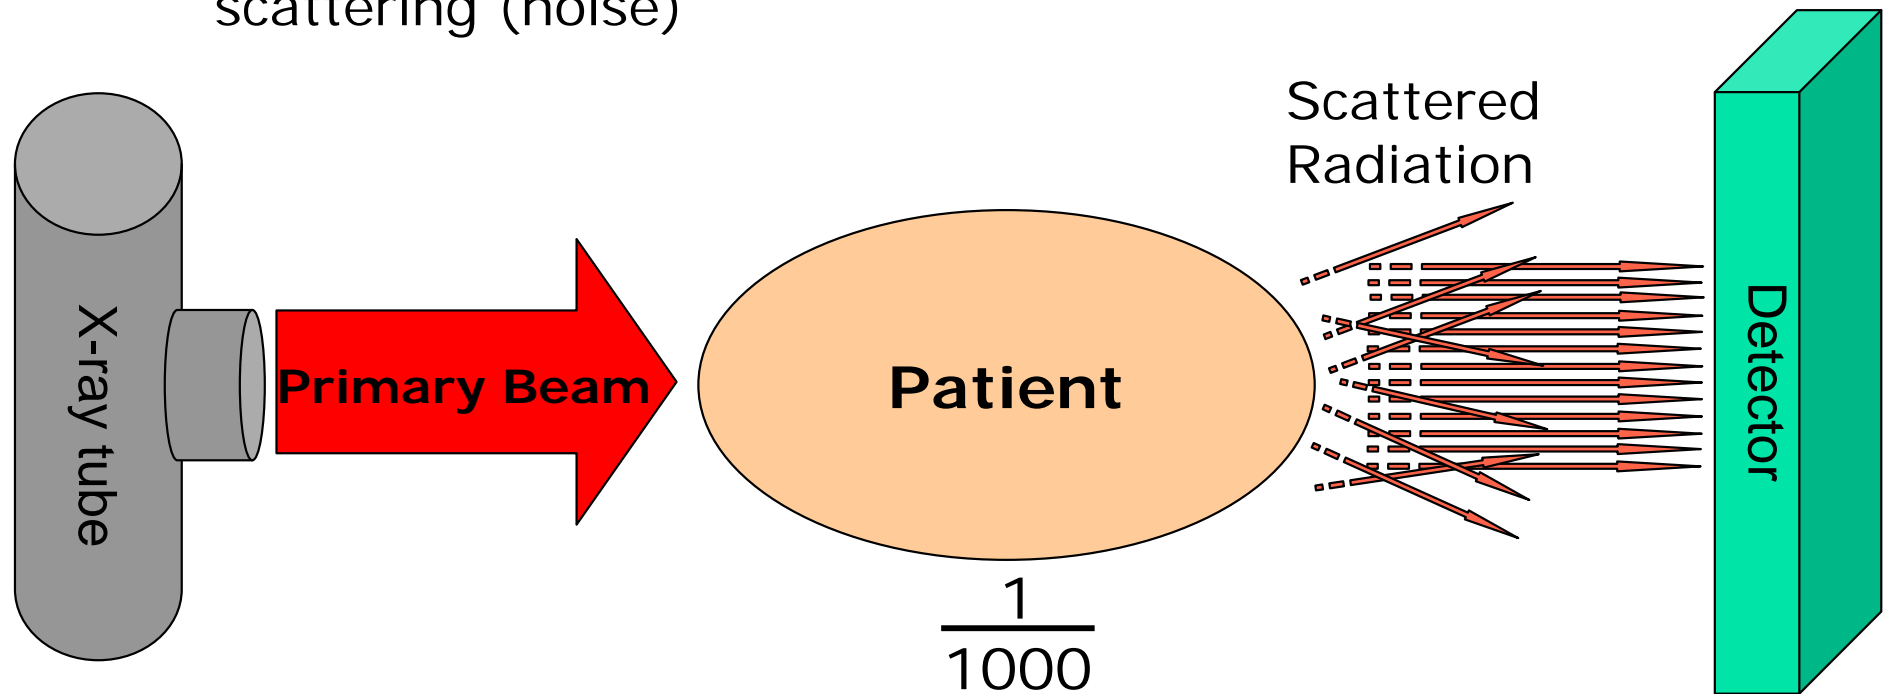 scattering (noise)
Scattered
Radiation
X-ray tube
Primary Beam
Patient
Detector
1
1000